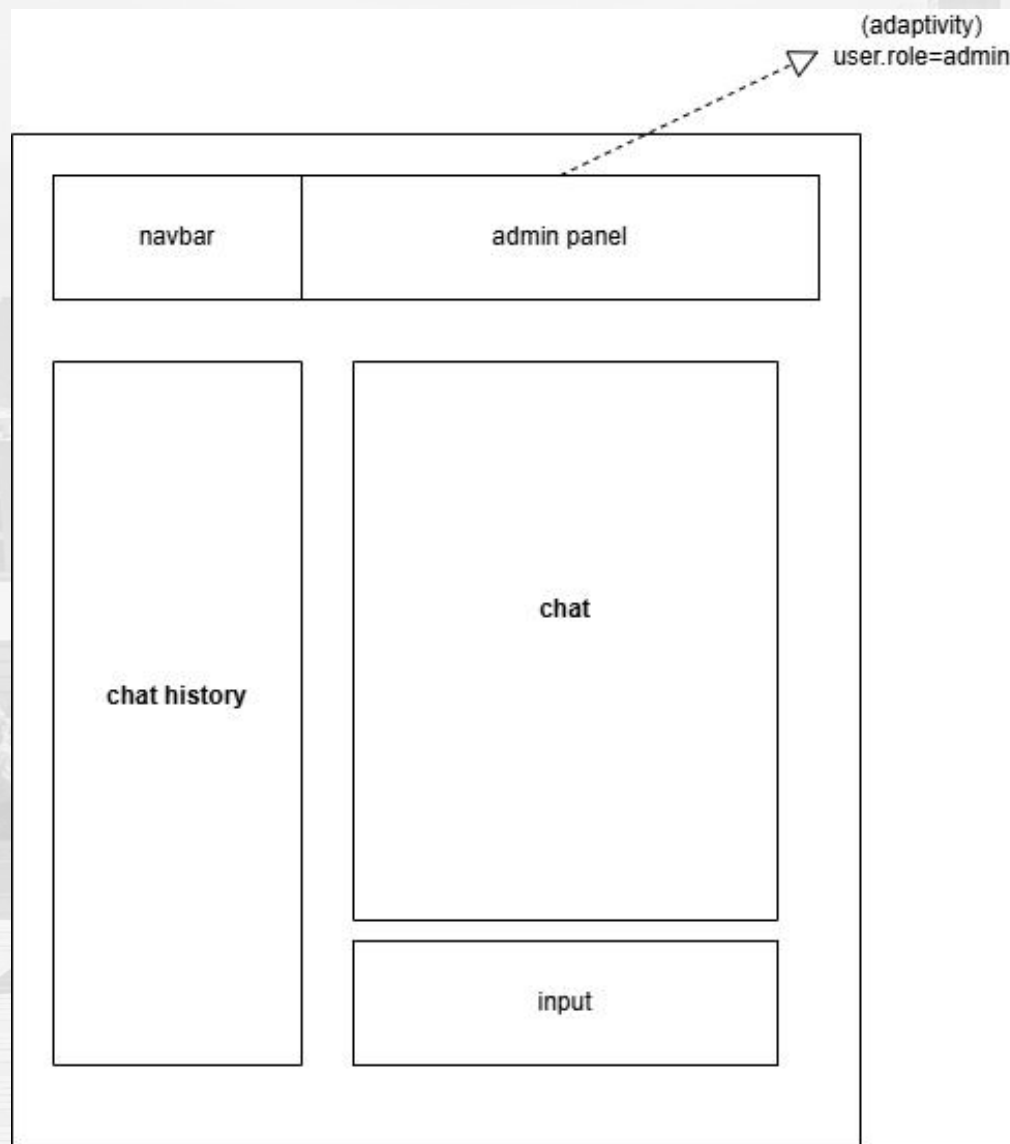 (adaptivity)
user.role=admin
navbar
admin panel
chat history
chat
input